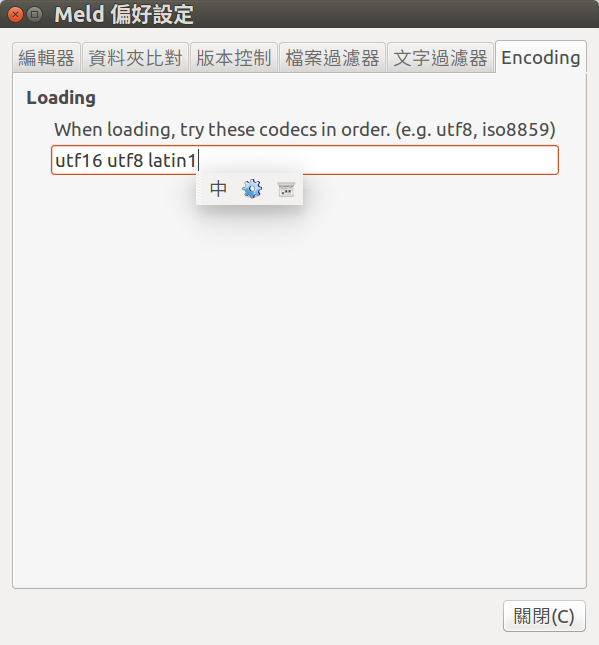 Meld 偏好設定
編輯器 資料夾比對 版本控制 檔案過濾器 文字過濾器 Encoding
Loading
When loading, try these codecs in order. (e.g. utf8, iso8859)
utf16 utf8 latin1
中
關閉(C)